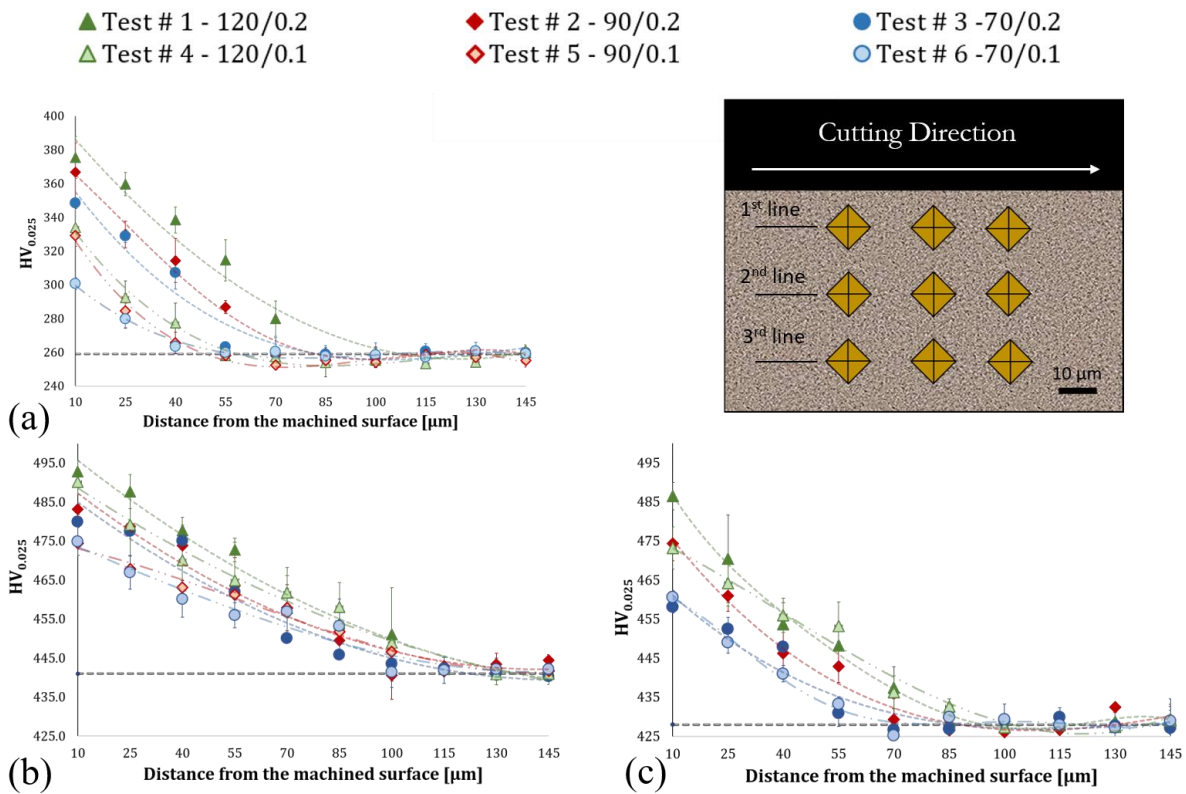 Test # 1 - 120/0.2
Test # 2 - 90/0.2
Test # 3 -70/0.2
Test # 4 - 120/0.1
Test # 5 - 90/0.1
Test # 6 -70/0.1
400
380
360
340
320
300
280
260
240
HV0.025
10 25 40 55 70 85 100 115 130 145
Distance from the machined surface [µm]
(a)
Cutting Direction
1st line
2nd line
3rd line
10 µm
495.0
485.0
475.0
465.0
455.0
445.0
435.0
425.0
HV0.025
10 25 40 55 70 85 100 115 130 145
Distance from the machined surface [µm]
(b)
495
485
475
465
455
445
435
425
HV0.025
10 25 40 55 70 85 100 115 130 145
Distance from the machined surface [µm]
(c)